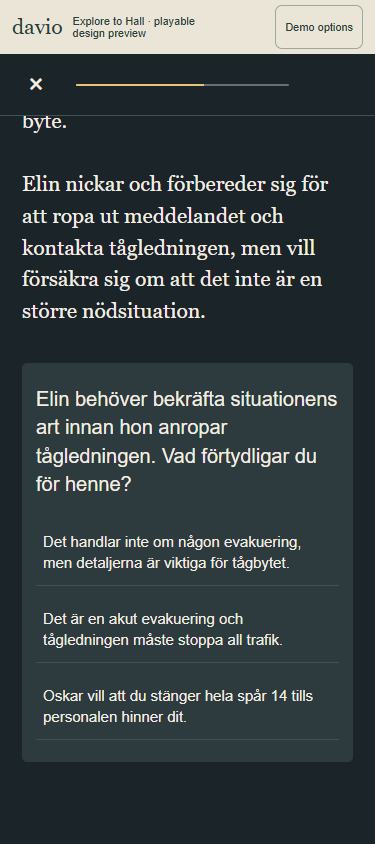 davio
Explore to Hall · playable
design preview
Demo options
×
byte.
Elin nickar och förbereder sig för
att ropa ut meddelandet och
kontakta tågledningen, men vill
försäkra sig om att det inte är en
större nödsituation.
Elin behöver bekräfta situationens
art innan hon anropar
tågledningen. Vad förtydligar du
för henne?
Det handlar inte om någon evakuering,
men detaljerna är viktiga för tågbytet.
Det är en akut evakuering och
tågledningen måste stoppa all trafik.
Oskar vill att du stänger hela spår 14 tills
personalen hinner dit.